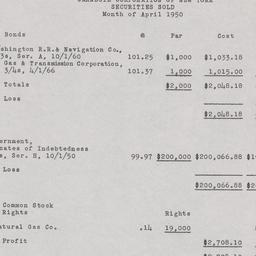 SECURITIES SOLD
Month of April 1950
Bonds @ Par Cost
shington R.R.& Navigation Co.,
3s, Ser. A, 10/1/60 101.25 $1,000 $1,033.18
Gas & Transmission Corporation,
3/4s, 4/1/66 101.37 1,000 1,015.00
Totals $2,000 $2,048.18
Loss
$2,048.18
ernment,
nates of Indebtedness
s, Ser. H, 10/1/50 99.97 $200,000 $200,066.88
Loss
$200,066.88
Common Stock
Rights Rights
atural Gas Co. .14 19,000
Profit $2,708.10